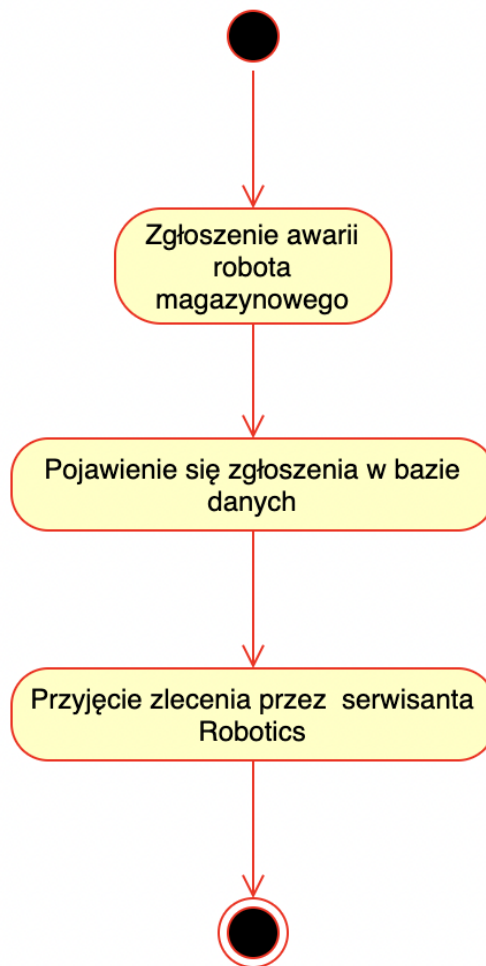 Zgłoszenie awarii
robota
magazynowego
Pojawienie się zgłoszenia w bazie
danych
Przyjęcie zlecenia przez  serwisanta
Robotics